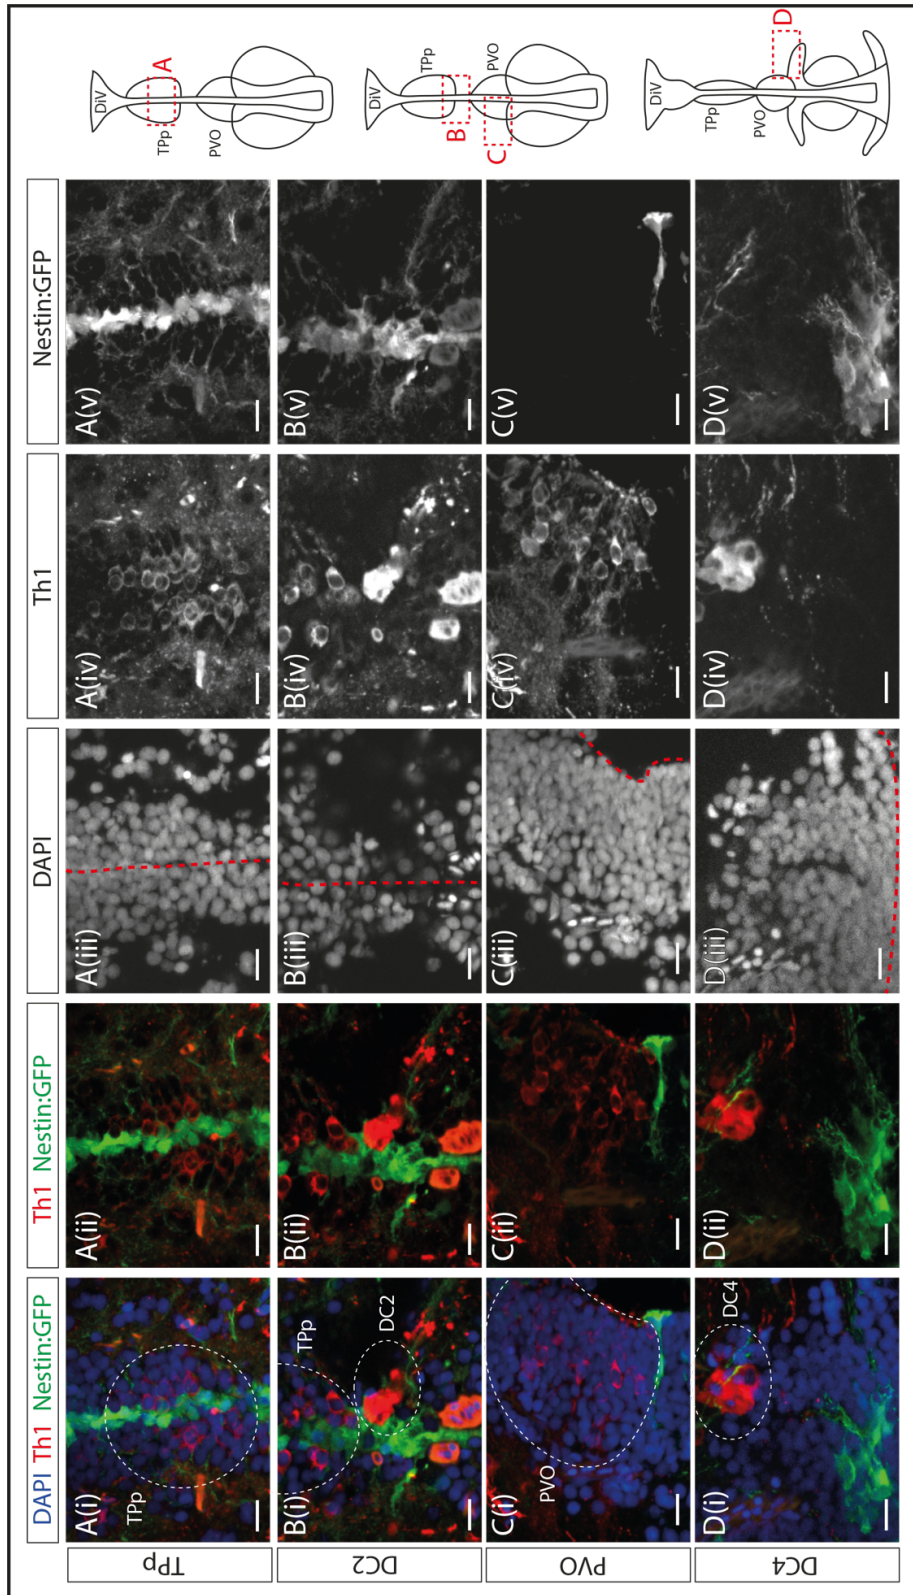 DAPI Th1 Nestin:GFP
Th1 Nestin:GFP
DAPI
Th1
Nestin:GFP
TPp
A(i)
TPp
A(ii)
A(iii)
A(iv)
A(v)
DiV
A
TPp
PVO
DC2
B(i)
TPp
DC2
B(ii)
B(iii)
B(iv)
B(v)
DiV
TPp
B
PVO
C
PVO
C(i)
PVO
C(ii)
C(iii)
C(iv)
C(v)
DC4
D(i)
DC4
D(ii)
D(iii)
D(iv)
D(v)
DiV
TPp
PVO
D